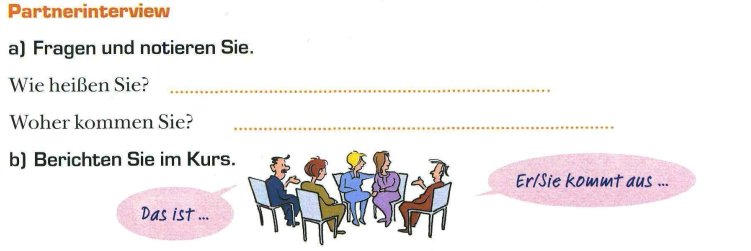 Partnerinterview
a) Fragen und notieren Sie.
Wie heißen Sie?
Woher kommen Sie?
b) Berichten Sie im Kurs.
Das ist ...
Er/Sie kommt aus ...